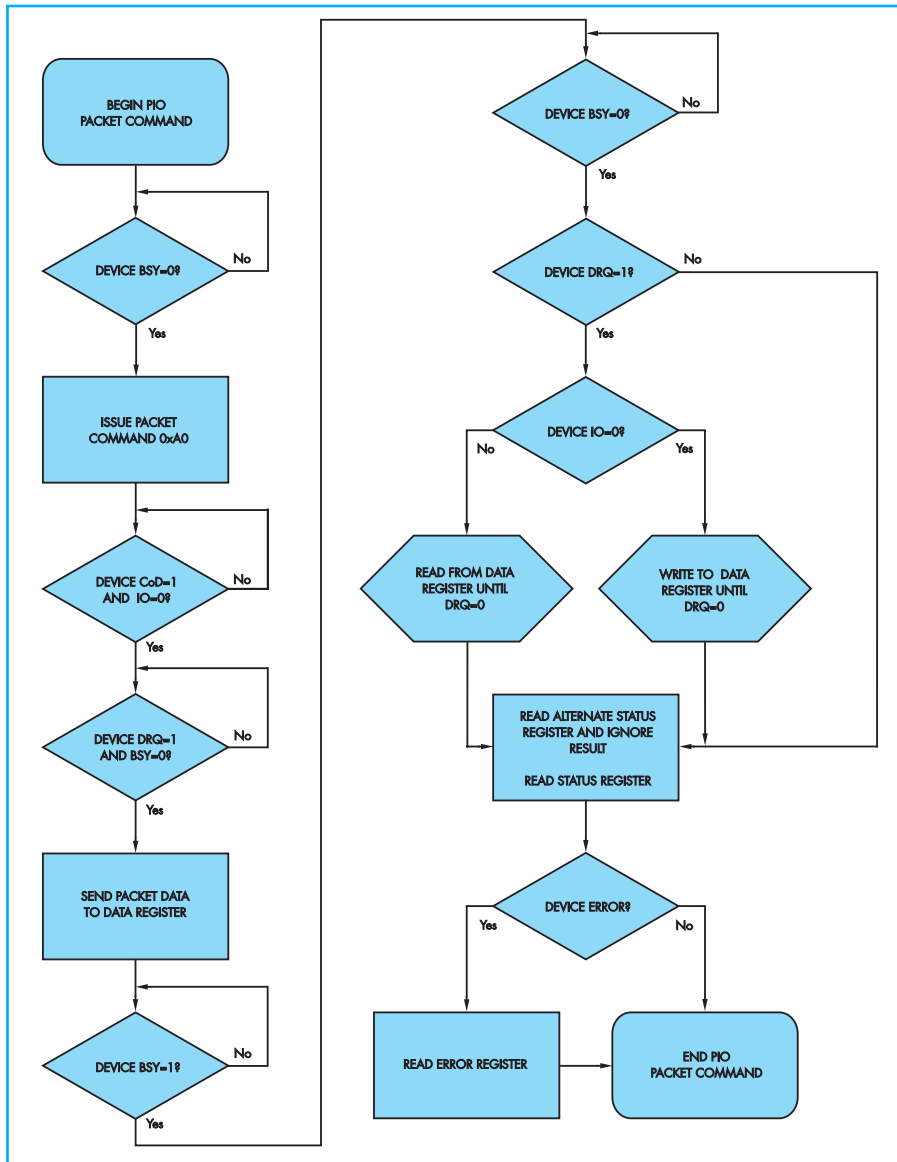 BEGIN PIO
PACKET COMMAND
DEVICE BSY=0?
No
Yes
ISSUE PACKET
COMMAND 0xA0
DEVICE CoD=1
AND IO=0?
No
Yes
DEVICE DRQ=1
AND BSY=0?
No
Yes
SEND PACKET DATA
TO DATA REGISTER
DEVICE BSY=1?
No
Yes
DEVICE BSY=0?
No
Yes
DEVICE DRQ=1?
No
Yes
DEVICE IO=0?
No
Yes
READ FROM DATA
REGISTER UNTIL
DRQ=0
WRITE TO DATA
REGISTER UNTIL
DRQ=0
READ ALTERNATE STATUS
REGISTER AND IGNORE
RESULT
READ STATUS REGISTER
DEVICE ERROR?
Yes
No
READ ERROR REGISTER
END PIO
PACKET COMMAND